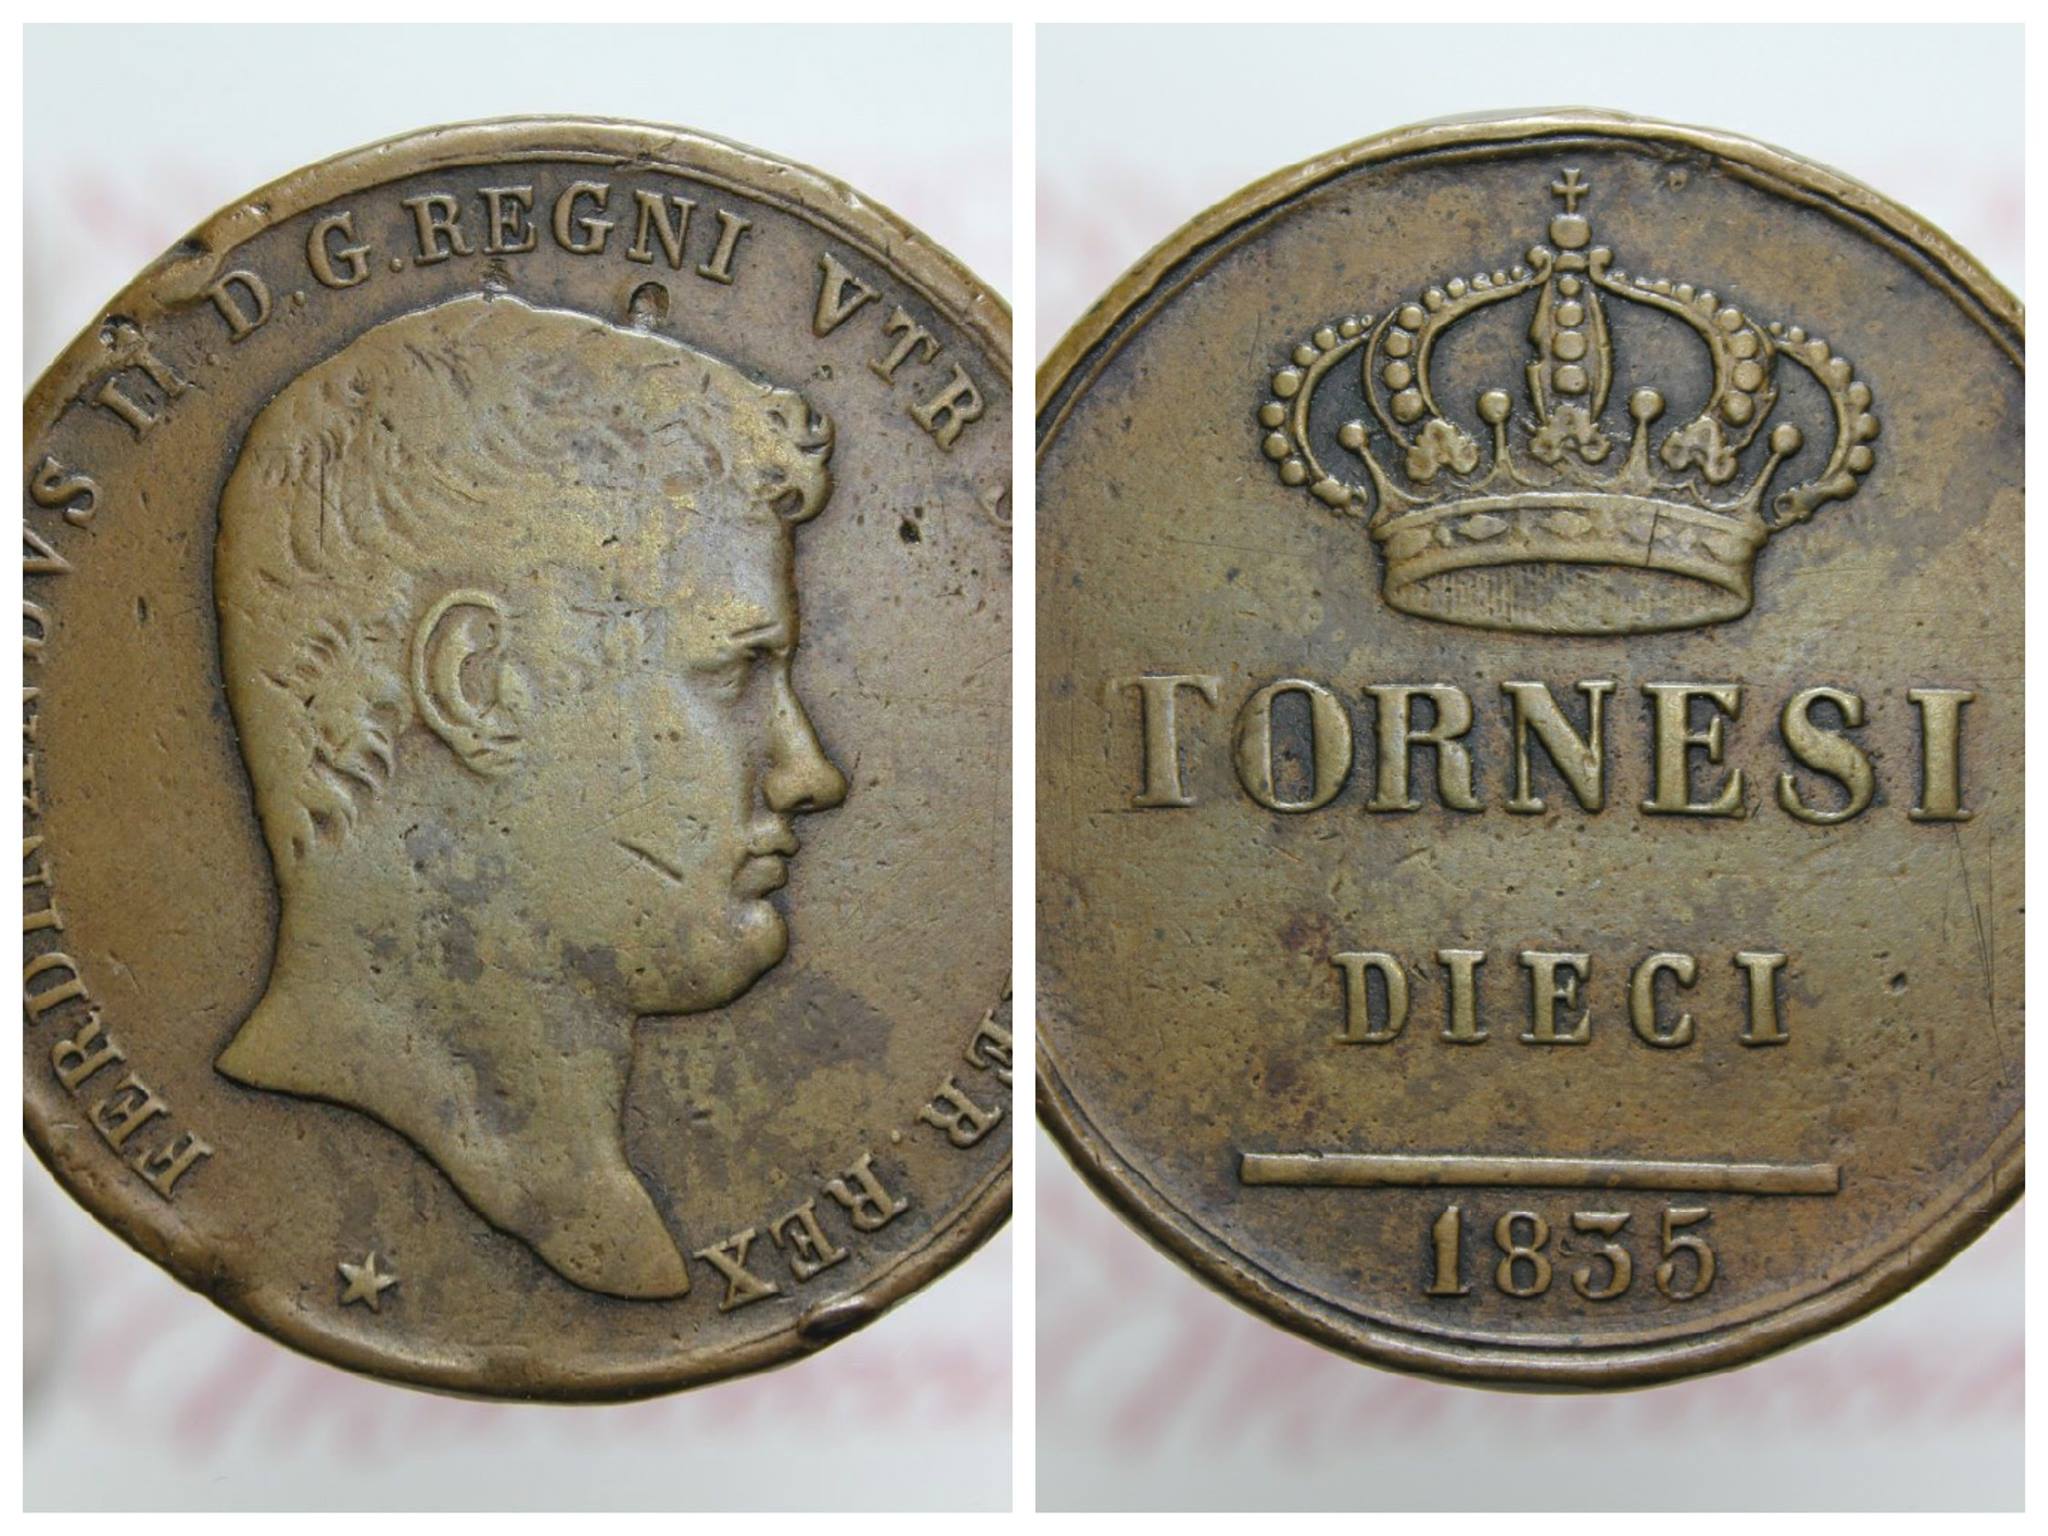 FERDINANDVS II. D. G. REGNI VTR
ER. REX
TORNESI
DIECI
1835